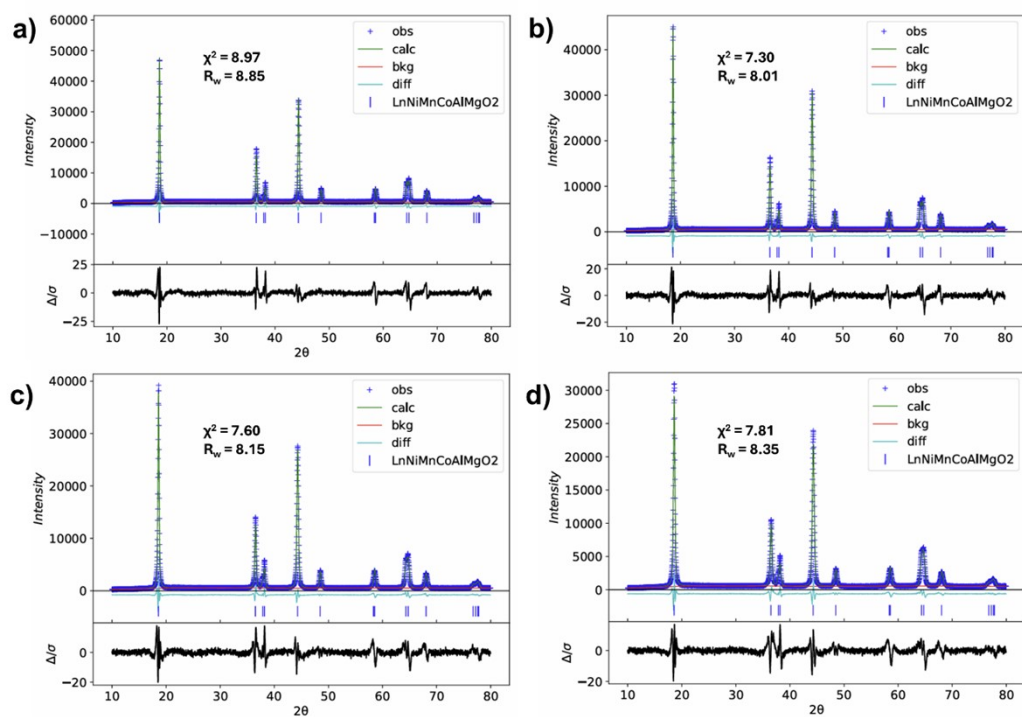 a)
60000
50000
40000
30000
20000
10000
0
−10000
Intensity
χ² = 8.97
Rw = 8.85
obs
calc
bkg
diff
LnNiMnCoAlMgO2
25
0
−25
Δ/σ
10 20 30 40 50 60 70 80
2θ
b)
40000
30000
20000
10000
0
Intensity
χ² = 7.30
Rw = 8.01
obs
calc
bkg
diff
LnNiMnCoAlMgO2
20
0
−20
Δ/σ
10 20 30 40 50 60 70 80
2θ
c)
40000
30000
20000
10000
0
Intensity
χ² = 7.60
Rw = 8.15
obs
calc
bkg
diff
LnNiMnCoAlMgO2
0
−20
Δ/σ
10 20 30 40 50 60 70 80
2θ
d)
30000
25000
20000
15000
10000
5000
0
Intensity
χ² = 7.81
Rw = 8.35
obs
calc
bkg
diff
LnNiMnCoAlMgO2
0
−20
Δ/σ
10 20 30 40 50 60 70 80
2θ